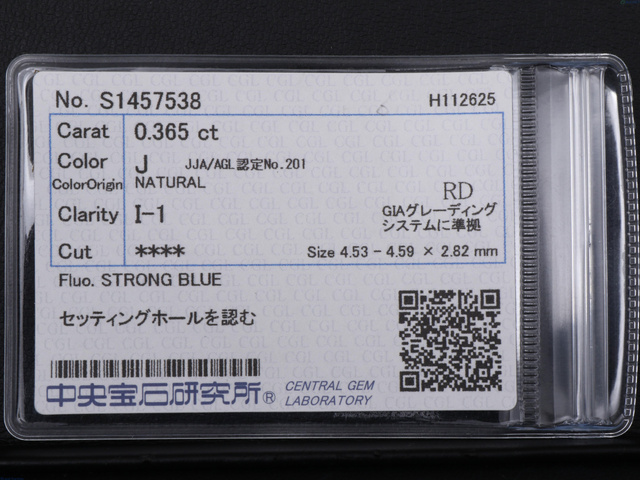 No. S1457538
H112625
Carat 0.365 ct
Color J JJA/AGL認定No.201
ColorOrigin NATURAL
RD
Clarity I-1
GIAグレーディング
システムに準拠
Cut ****
Size 4.53 - 4.59 × 2.82 mm
Fluo. STRONG BLUE
セッティングホールを認む
中央宝石研究所® CENTRAL GEM
LABORATORY